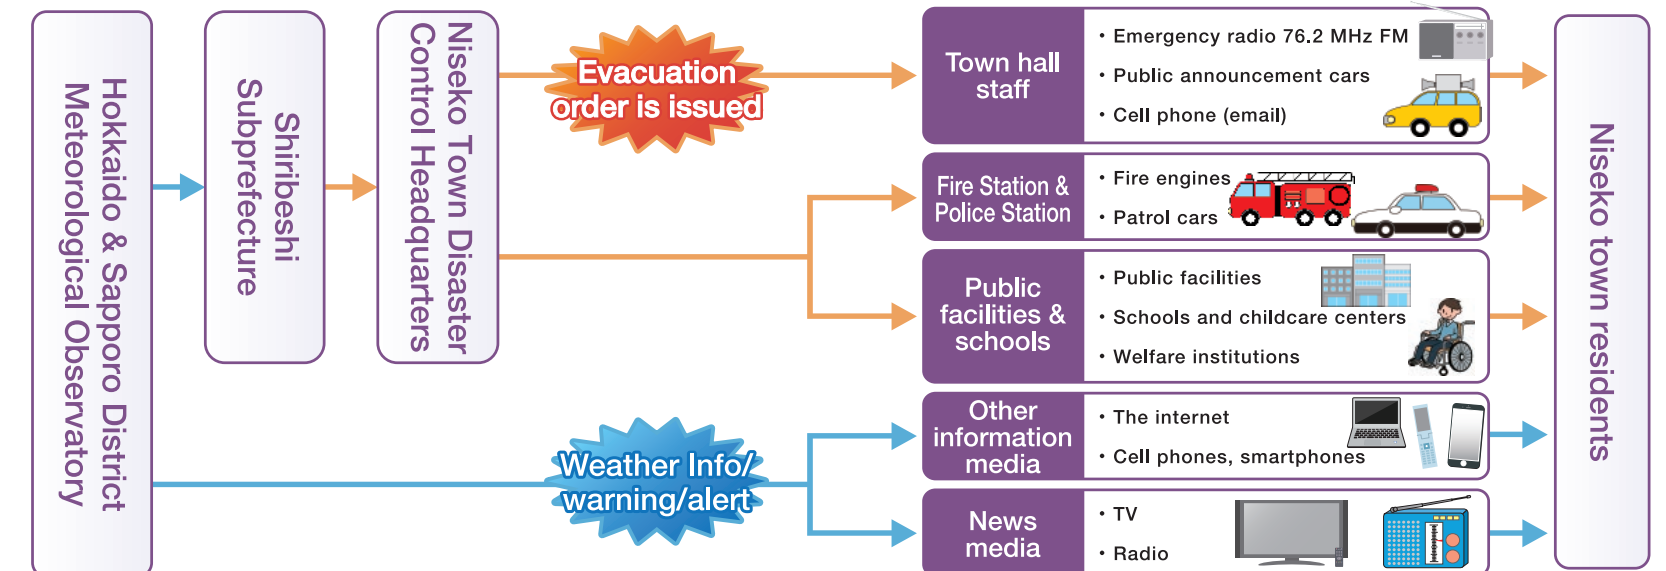 Hokkaido & Sapporo District
Meteorological Observatory
Shiribeshi
Subprefecture
Niseko Town Disaster
Control Headquarters
Evacuation
order is issued
Weather Info/
warning/alert
Town hall
staff
• Emergency radio 76.2 MHz FM
• Public announcement cars
• Cell phone (email)
Fire Station &
Police Station
• Fire engines
• Patrol cars
Public
facilities &
schools
• Public facilities
• Schools and childcare centers
• Welfare institutions
Other
information
media
• The internet
• Cell phones, smartphones
News
media
• TV
• Radio
Niseko town residents